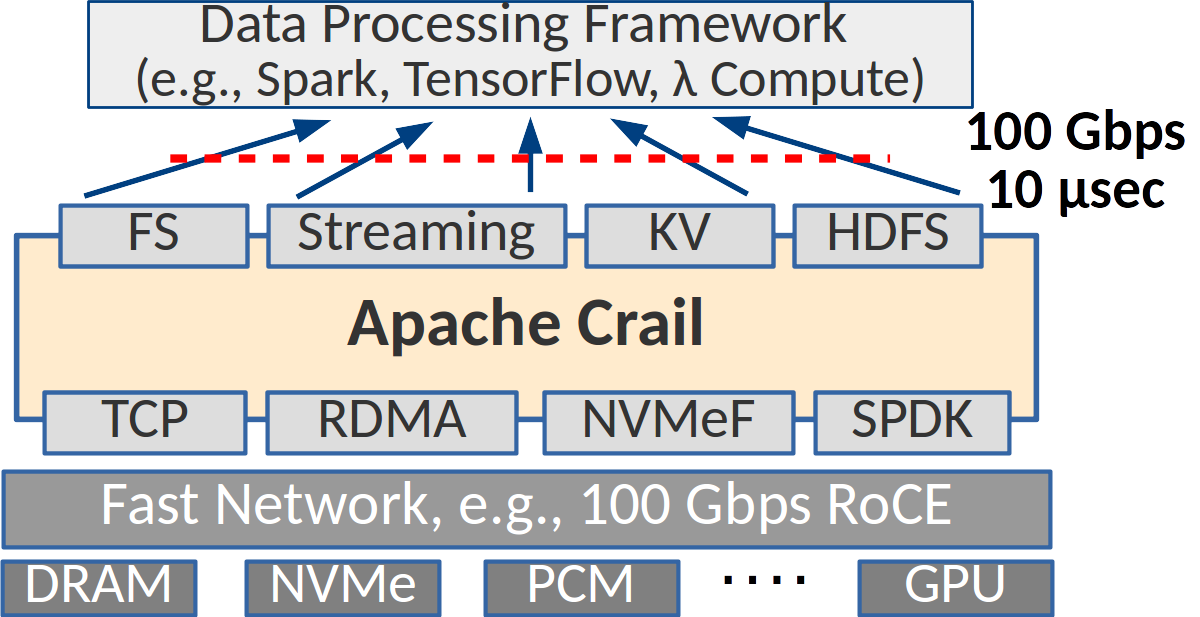 Data Processing Framework
(e.g., Spark, TensorFlow, λ Compute)
100 Gbps
10 μsec
FS
Streaming
KV
HDFS
Apache Crail
TCP
RDMA
NVMeF
SPDK
Fast Network, e.g., 100 Gbps RoCE
DRAM
NVMe
PCM
....
GPU